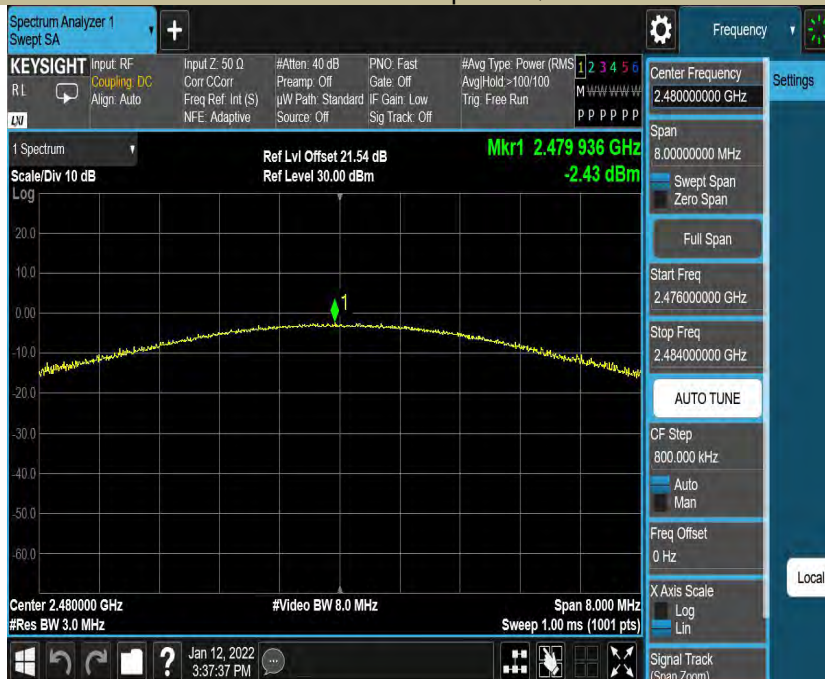 Spectrum Analyzer 1
Swept SA
+
Frequency
KEYSIGHT
RL
LXI
Input: RF
Coupling: DC
Align: Auto
Input Z: 50 Ω
Corr CCorr
Freq Ref: Int (S)
NFE: Adaptive
#Atten: 40 dB
Preamp: Off
µW Path: Standard
Source: Off
PNO: Fast
Gate: Off
IF Gain: Low
Sig Track: Off
#Avg Type: Power (RMS
Avg|Hold:>100/100
Trig: Free Run
1 2 3 4 5 6
M W W W W W
P P P P P P
1 Spectrum
Scale/Div 10 dB
Log
Ref Lvl Offset 21.54 dB
Ref Level 30.00 dBm
Mkr1 2.479 936 GHz
-2.43 dBm
20.0
10.0
0.00
-10.0
-20.0
-30.0
-40.0
-50.0
-60.0
1
Center 2.480000 GHz
#Res BW 3.0 MHz
#Video BW 8.0 MHz
Span 8.000 MHz
Sweep 1.00 ms (1001 pts)
Center Frequency
2.480000000 GHz
Settings
Span
8.00000000 MHz
Swept Span
Zero Span
Full Span
Start Freq
2.476000000 GHz
Stop Freq
2.484000000 GHz
AUTO TUNE
CF Step
800.000 kHz
Auto
Man
Freq Offset
0 Hz
Local
X Axis Scale
Log
Lin
Signal Track
(Span Zoom)
?
Jan 12, 2022
3:37:37 PM